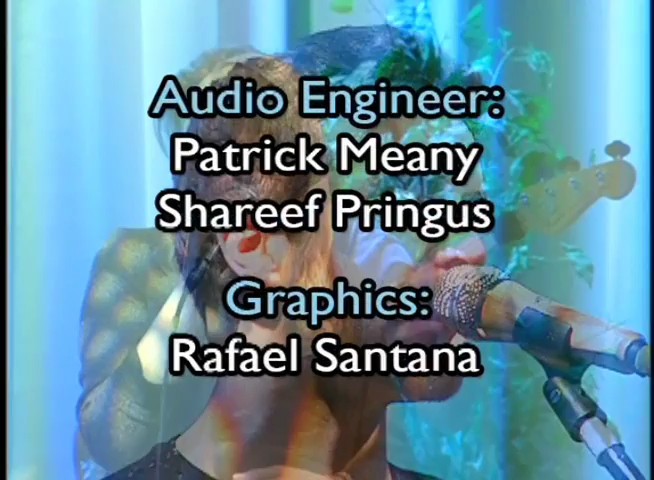 Audio Engineer:
Patrick Meany
Shareef Pringus
Graphics:
Rafael Santana